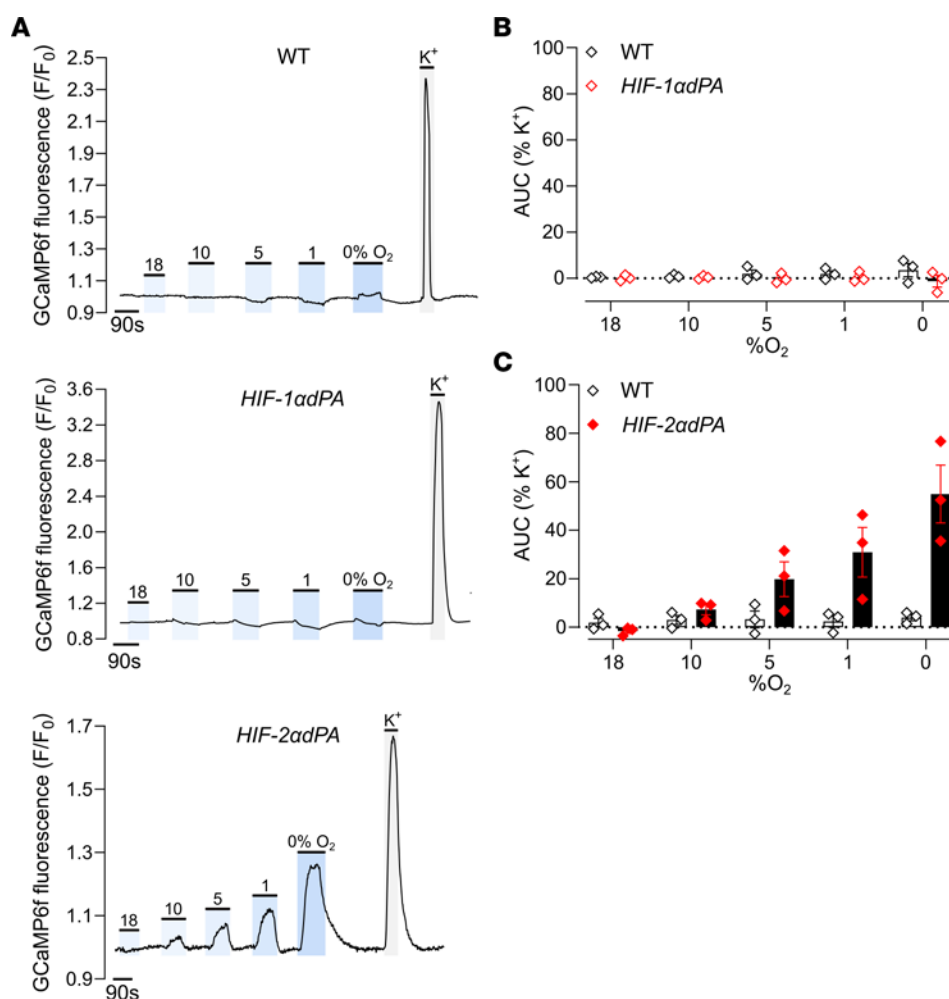 A
WT
GCaMP6f fluorescence (F/F₀)
2.5
2.3
2.1
1.9
1.7
1.5
1.3
1.1
0.9
18
10
5
1
0% O₂
K⁺
90s
HIF-1αdPA
GCaMP6f fluorescence (F/F₀)
3.6
3.2
2.8
2.4
2.0
1.6
1.2
0.8
18
10
5
1
0% O₂
K⁺
90s
HIF-2αdPA
GCaMP6f fluorescence (F/F₀)
1.7
1.5
1.3
1.1
0.9
18
10
5
1
0% O₂
K⁺
90s
B
WT
HIF-1αdPA
AUC (% K⁺)
100
80
60
40
20
0
18 10 5 1 0
%O₂
C
WT
HIF-2αdPA
AUC (% K⁺)
100
80
60
40
20
0
18 10 5 1 0
%O₂